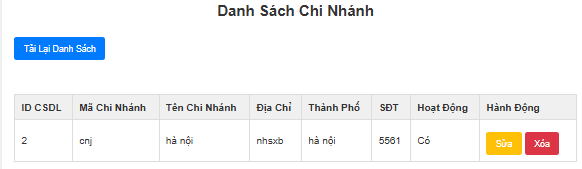 Danh Sách Chi Nhánh
Tải Lại Danh Sách
ID CSDL Mã Chi Nhánh Tên Chi Nhánh Địa Chỉ Thành Phố SĐT Hoạt Động Hành Động
2 cnj hà nội nhsxb hà nội 5561 Có Sửa Xóa